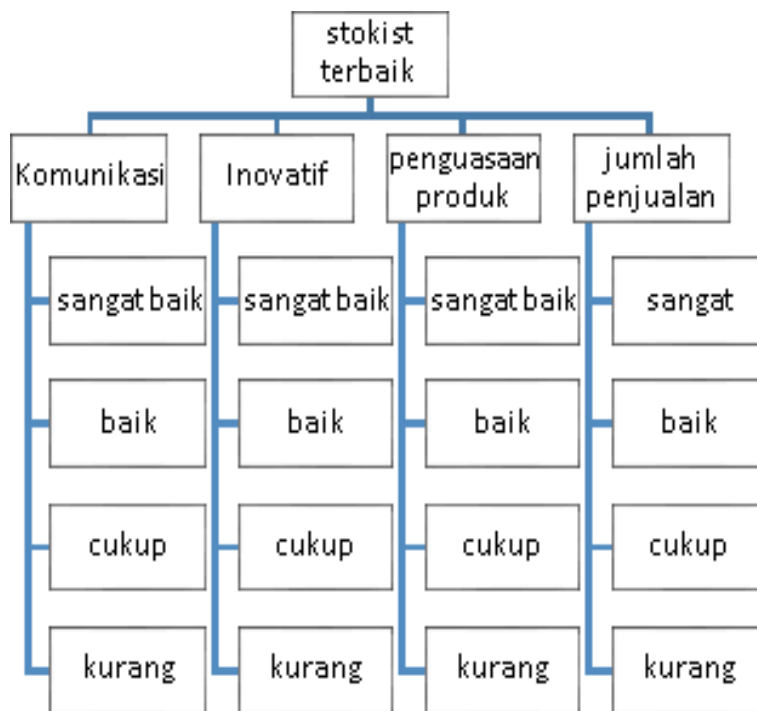 stokist
terbaik
Komunikasi
Inovatif
penguasaan
produk
jumlah
penjualan
sangat baik
sangat baik
sangat baik
sangat
baik
baik
baik
baik
cukup
cukup
cukup
cukup
kurang
kurang
kurang
kurang